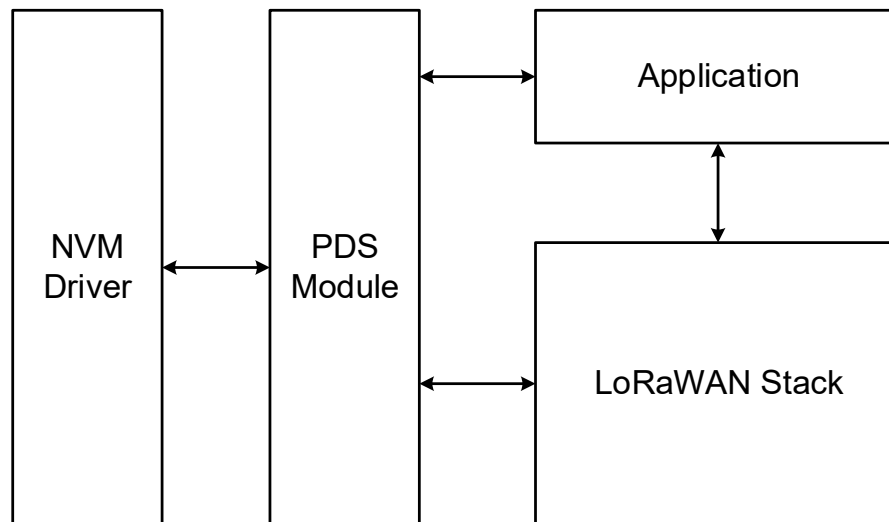 NVM
Driver
PDS
Module
Application
LoRaWAN Stack